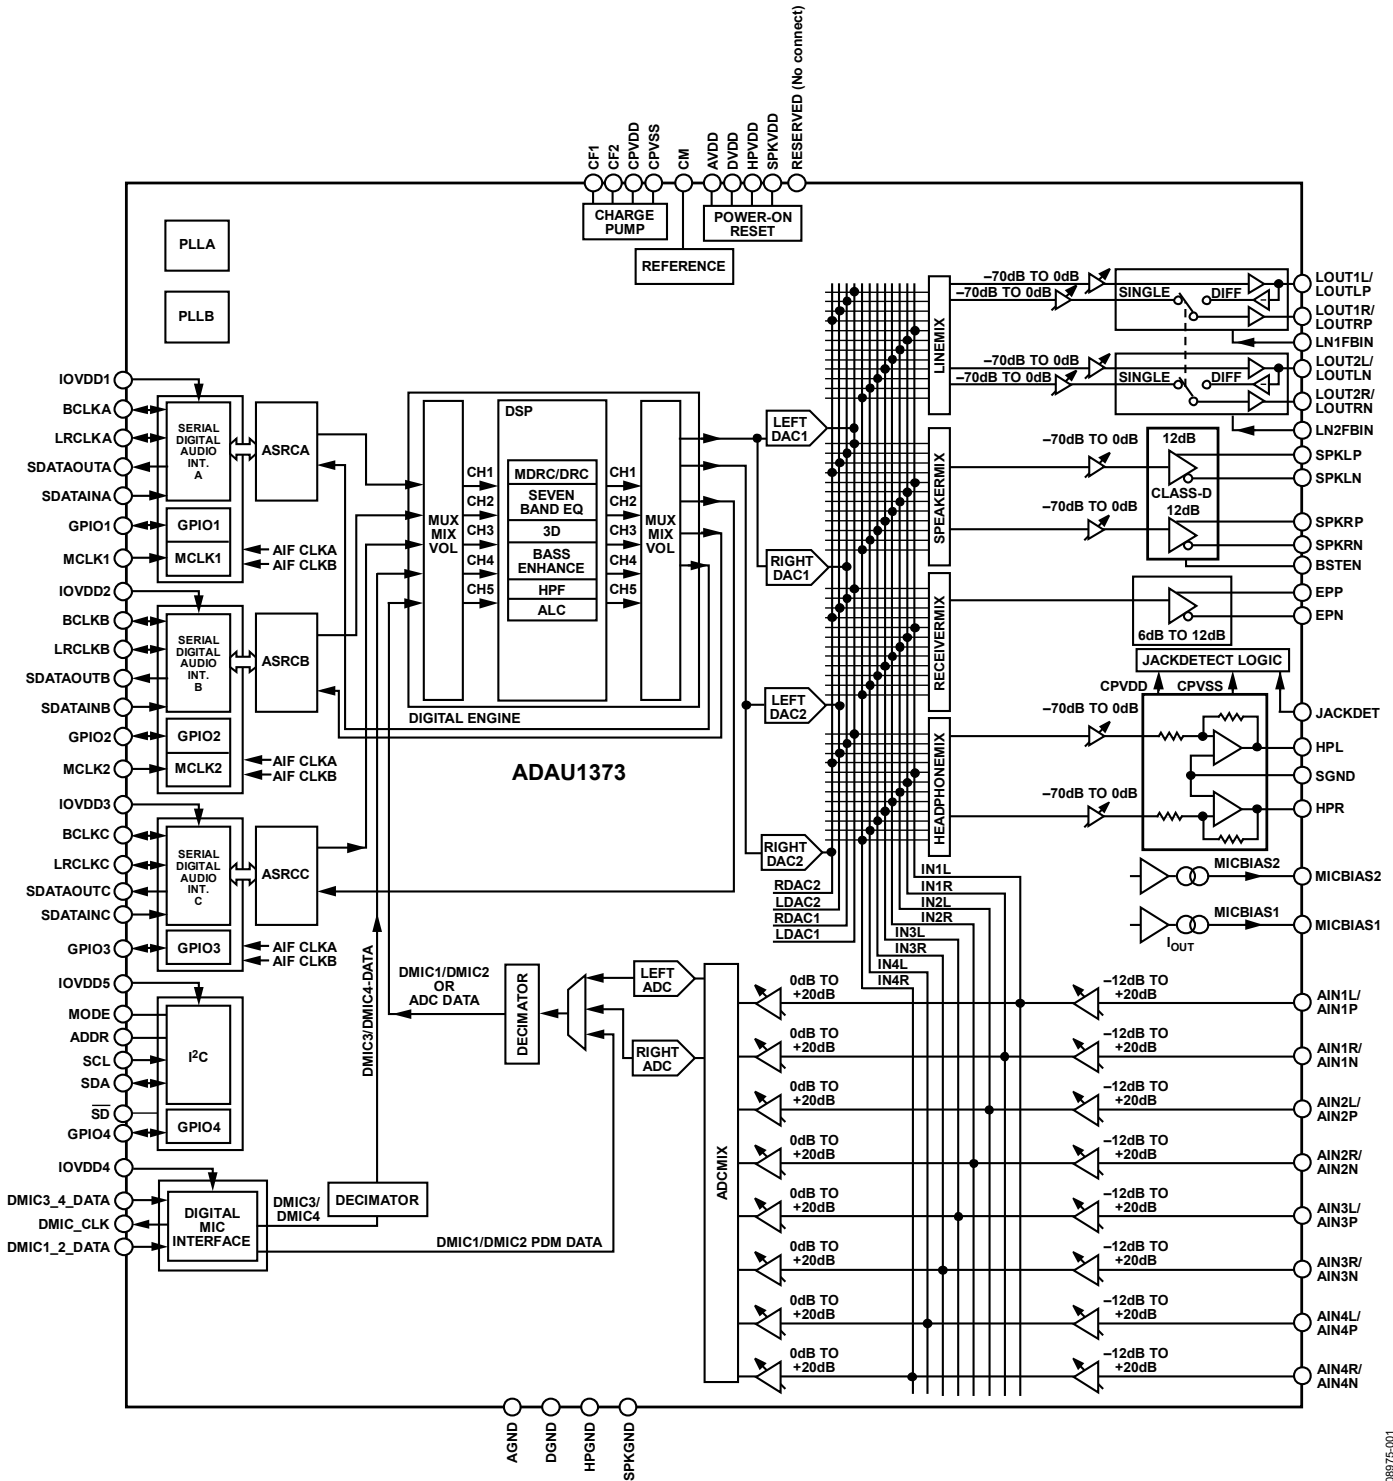 RESERVED (No connect)
CF1
CF2
CPVDD
CPVSS
CM
AVDD
DVDD
HPVDD
SPKVDD
CHARGE
PUMP
POWER-ON
RESET
REFERENCE
PLLA
PLLB
IOVDD1
BCLKA
LRCLKA
SDATAOUTA
SDATAINA
GPIO1
MCLK1
SERIAL
DIGITAL
AUDIO
INT.
A
ASRCA
GPIO1
MCLK1
AIF CLKA
AIF CLKB
IOVDD2
BCLKB
LRCLKB
SDATAOUTB
SDATAINB
GPIO2
MCLK2
SERIAL
DIGITAL
AUDIO
INT.
B
ASRCB
GPIO2
MCLK2
AIF CLKA
AIF CLKB
IOVDD3
BCLKC
LRCLKC
SDATAOUTC
SDATAINC
GPIO3
SERIAL
DIGITAL
AUDIO
INT.
C
ASRCC
GPIO3
AIF CLKA
AIF CLKB
IOVDD5
MODE
ADDR
SCL
SDA
SD
GPIO4
I2C
GPIO4
IOVDD4
DMIC3_4_DATA
DMIC_CLK
DMIC1_2_DATA
DIGITAL
MIC
INTERFACE
DMIC3/
DMIC4
DECIMATOR
DMIC1/DMIC2 PDM DATA
DMIC3/DMIC4-DATA
MUX
MIX
VOL
CH1
CH2
CH3
CH4
CH5
DSP
MDRC/DRC
SEVEN
BAND EQ
3D
BASS
ENHANCE
HPF
ALC
CH1
CH2
CH3
CH4
CH5
MUX
MIX
VOL
DIGITAL ENGINE
ADAU1373
DMIC1/DMIC2
OR
ADC DATA
DECIMATOR
LEFT
ADC
RIGHT
ADC
ADCMIX
LEFT
DAC1
RIGHT
DAC1
LEFT
DAC2
RIGHT
DAC2
RDAC2
LDAC2
RDAC1
LDAC1
IN1L
IN1R
IN2L
IN2R
IN3L
IN3R
IN4L
IN4R
LINEMIX
SPEAKERMIX
RECEIVERMIX
HEADPHONEMIX
–70dB TO 0dB
–70dB TO 0dB
SINGLE
DIFF
–70dB TO 0dB
–70dB TO 0dB
SINGLE
DIFF
–70dB TO 0dB
–70dB TO 0dB
12dB
CLASS-D
12dB
6dB TO 12dB
JACKDETECT LOGIC
CPVDD
CPVSS
–70dB TO 0dB
–70dB TO 0dB
MICBIAS2
MICBIAS1
IOUT
LOUT1L/
LOUTLP
LOUT1R/
LOUTRP
LN1FBIN
LOUT2L/
LOUTLN
LOUT2R/
LOUTRN
LN2FBIN
SPKLP
SPKLN
SPKRP
SPKRN
BSTEN
EPP
EPN
JACKDET
HPL
SGND
HPR
MICBIAS2
MICBIAS1
0dB TO
+20dB
–12dB TO
+20dB
AIN1L/
AIN1P
0dB TO
+20dB
–12dB TO
+20dB
AIN1R/
AIN1N
0dB TO
+20dB
–12dB TO
+20dB
AIN2L/
AIN2P
0dB TO
+20dB
–12dB TO
+20dB
AIN2R/
AIN2N
0dB TO
+20dB
–12dB TO
+20dB
AIN3L/
AIN3P
0dB TO
+20dB
–12dB TO
+20dB
AIN3R/
AIN3N
0dB TO
+20dB
–12dB TO
+20dB
AIN4L/
AIN4P
0dB TO
+20dB
–12dB TO
+20dB
AIN4R/
AIN4N
AGND
DGND
HPGND
SPKGND
08975-001